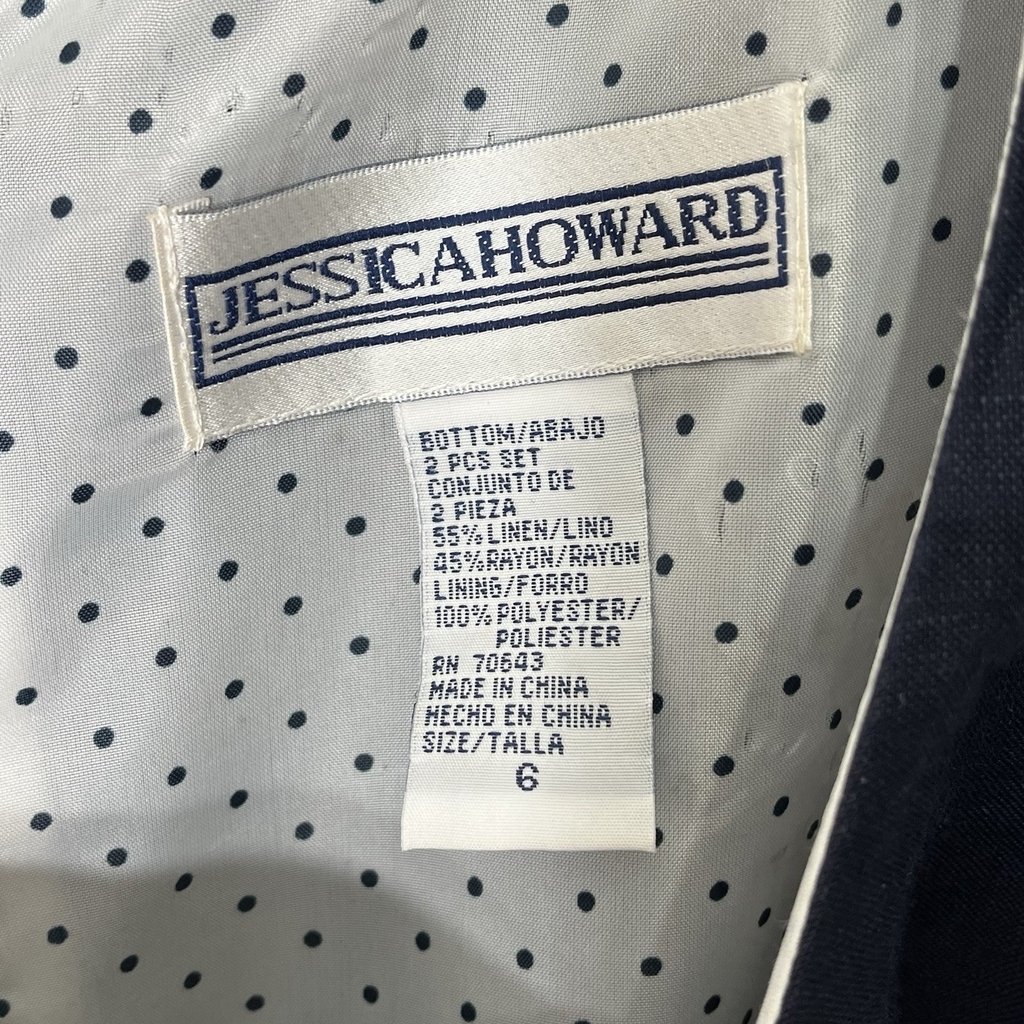 JESSICAHOWARD
BOTTOM/ABAJO
2 PCS SET
CONJUNTO DE
2 PIEZA
55% LINEN/LINO
45% RAYON/RAYON
LINING/FORRO
100% POLYESTER/
POLIESTER
RN 70643
MADE IN CHINA
HECHO EN CHINA
SIZE/TALLA
6